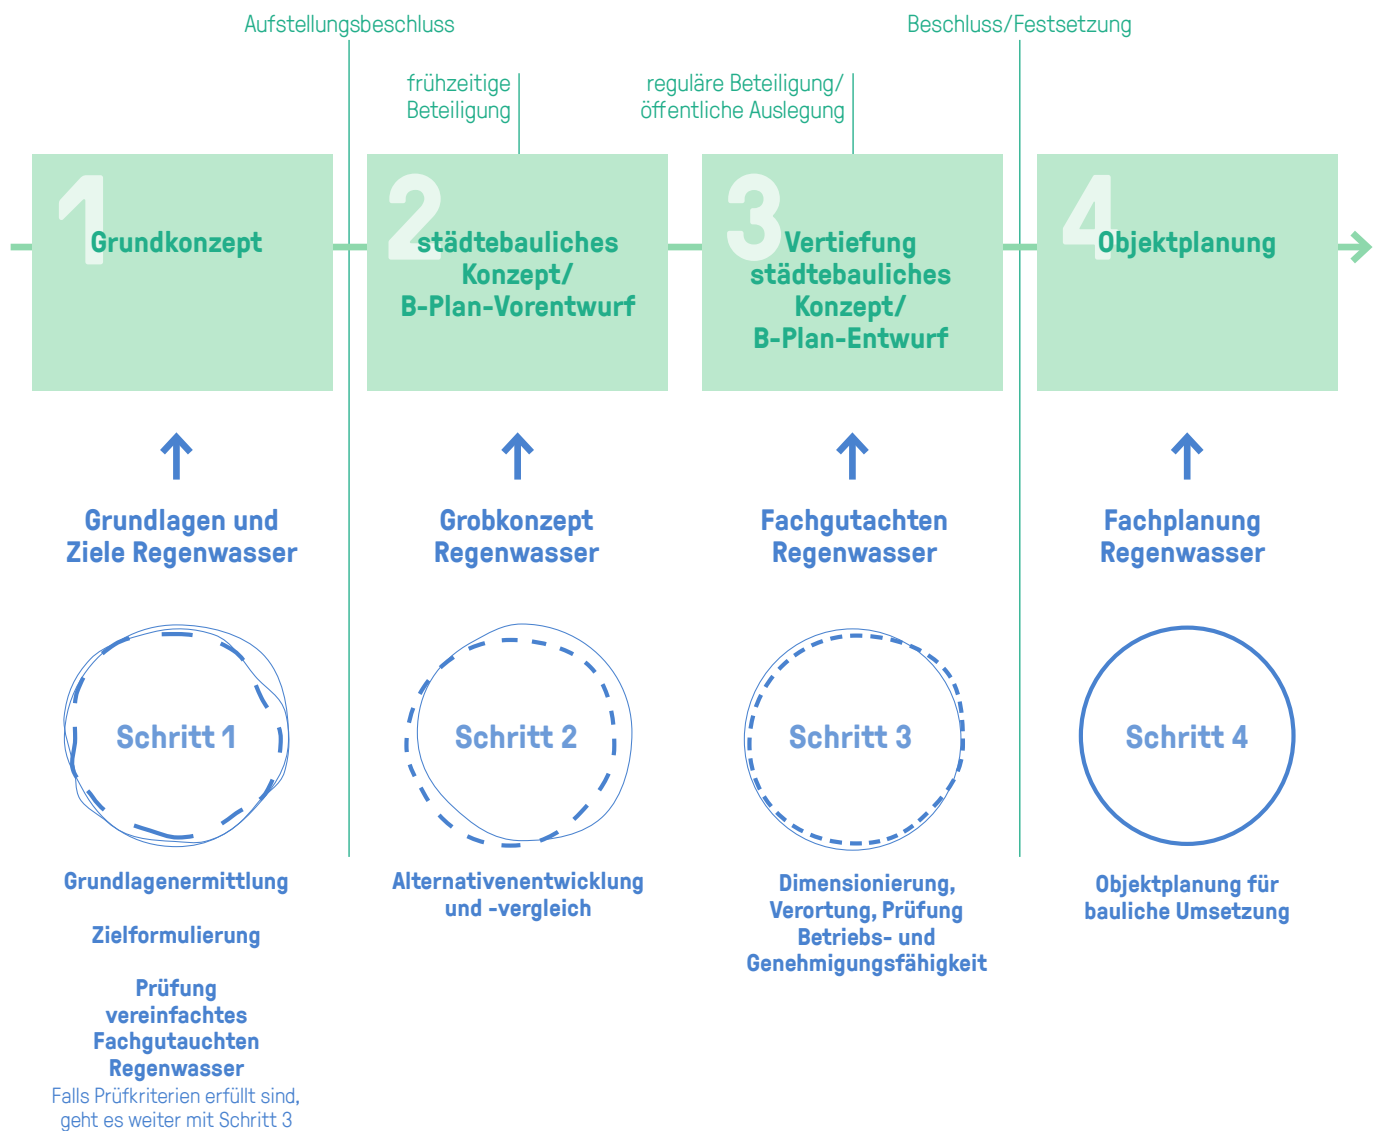 Aufstellungsbeschluss
Beschluss/Festsetzung
frühzeitige
Beteiligung
reguläre Beteiligung/
öffentliche Auslegung
1
Grundkonzept
2
städtebauliches
Konzept/
B-Plan-Vorentwurf
3
Vertiefung
städtebauliches
Konzept/
B-Plan-Entwurf
4
Objektplanung
Grundlagen und
Ziele Regenwasser
Grobkonzept
Regenwasser
Fachgutachten
Regenwasser
Fachplanung
Regenwasser
Schritt 1
Schritt 2
Schritt 3
Schritt 4
Grundlagenermittlung
Zielformulierung
Prüfung
vereinfachtes
Fachgutauchten
Regenwasser
Falls Prüfkriterien erfüllt sind,
geht es weiter mit Schritt 3
Alternativenentwicklung
und -vergleich
Dimensionierung,
Verortung, Prüfung
Betriebs- und
Genehmigungsfähigkeit
Objektplanung für
bauliche Umsetzung